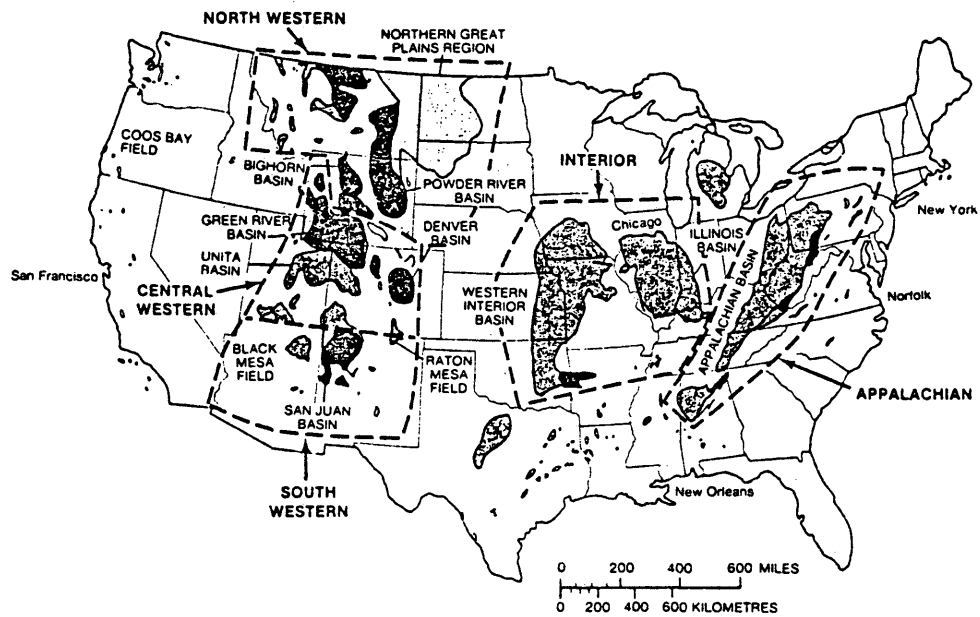 NORTH WESTERN
NORTHERN GREAT
PLAINS REGION
COOS BAY
FIELD
BIGHORN
BASIN
POWDER RIVER
BASIN
INTERIOR
GREEN RIVER
BASIN
DENVER
BASIN
Chicago
ILLINOIS
BASIN
New York
UNITA
BASIN
San Francisco
CENTRAL
WESTERN
WESTERN
INTERIOR
BASIN
APPALACHIAN BASIN
Norfolk
BLACK
MESA
FIELD
RATON
MESA
FIELD
APPALACHIAN
SAN JUAN
BASIN
SOUTH
WESTERN
New Orleans
0 200 400 600 MILES
0 200 400 600 KILOMETRES